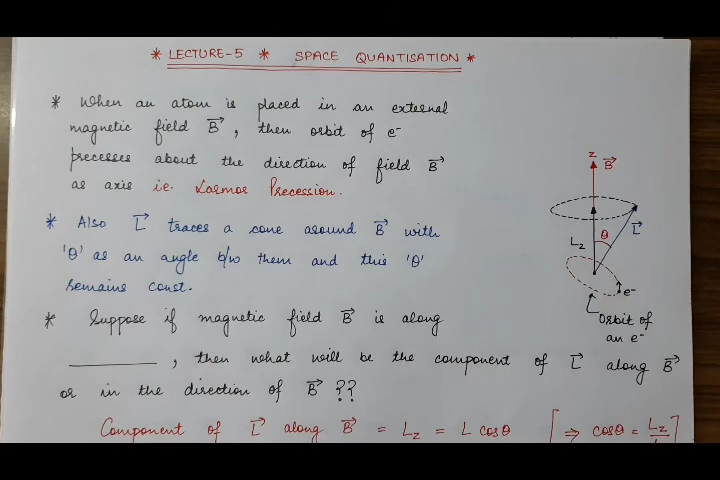 * LECTURE-5 * SPACE QUANTISATION *
* When an atom is placed in an external
magnetic field B⃗, then orbit of e⁻
precesses about the direction of field B⃗
as axis i.e. Larmor Precession.
* Also L⃗ traces a cone around B⃗ with
'θ' as an angle b/w them and this 'θ'
remains const.
* Suppose if magnetic field B⃗ is along
__________, then what will be the component of L⃗ along B⃗
or in the direction of B⃗ ??
Component of L⃗ along B⃗ = Lz = L cosθ [⇒ cosθ = Lz/L]
z
B⃗
L⃗
θ
Lz
e⁻
Orbit of
an e⁻